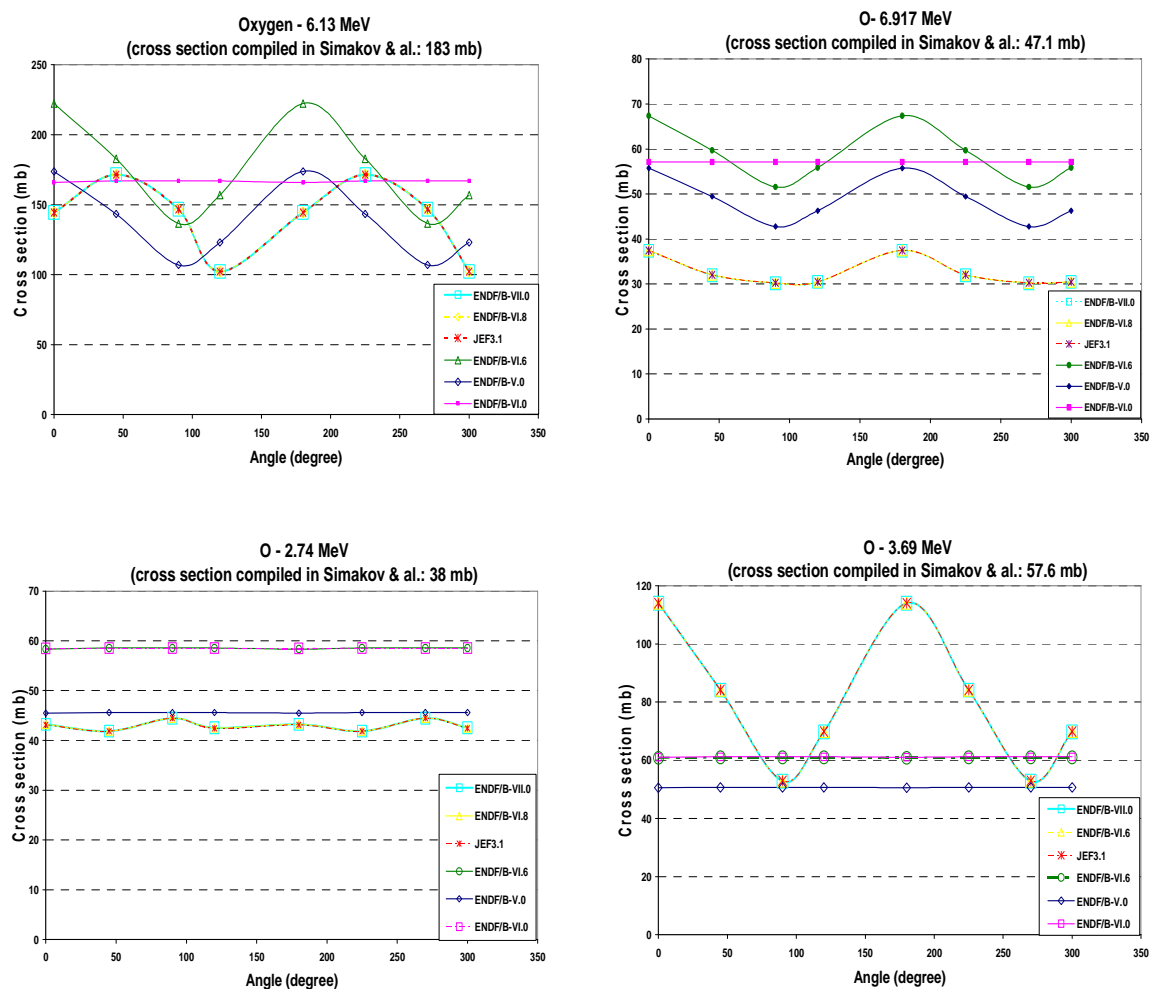 Oxygen - 6.13 MeV
(cross section compiled in Simakov & al.: 183 mb)
250
200
150
100
50
0
Cross section (mb)
0 50 100 150 200 250 300 350
Angle (degree)
ENDF/B-VII.0
ENDF/B-VI.8
JEF3.1
ENDF/B-VI.6
ENDF/B-V.0
ENDF/B-VI.0
O- 6.917 MeV
(cross section compiled in Simakov & al.: 47.1 mb)
80
70
60
50
40
30
20
10
0
Cross section (mb)
0 50 100 150 200 250 300 350
Angle (dergree)
ENDF/B-VII.0
ENDF/B-VI.8
JEF3.1
ENDF/B-VI.6
ENDF/B-V.0
ENDF/B-VI.0
O - 2.74 MeV
(cross section compiled in Simakov & al.: 38 mb)
70
60
50
40
30
20
10
0
Cross section (mb)
0 50 100 150 200 250 300 350
Angle (degree)
ENDF/B-VII.0
ENDF/B-VI.8
JEF3.1
ENDF/B-VI.6
ENDF/B-V.0
ENDF/B-VI.0
O - 3.69 MeV
(cross section compiled in Simakov & al.: 57.6 mb)
120
100
80
60
40
20
0
Cross section (mb)
0 50 100 150 200 250 300 350
Angle (degree)
ENDF/B-VII.0
ENDF/B-VI.6
JEF3.1
ENDF/B-VI.6
ENDF/B-V.0
ENDF/B-VI.0